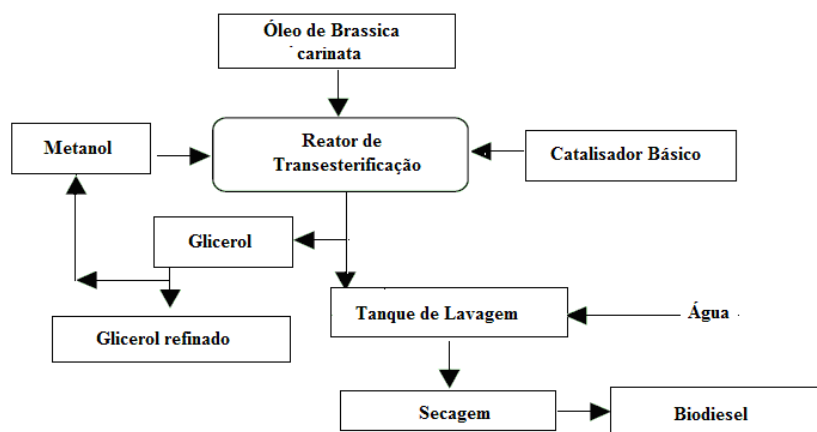 Óleo de Brassica
carinata
Metanol
Reator de
Transesterificação
Catalisador Básico
Glicerol
Tanque de Lavagem
Água
Glicerol refinado
Secagem
Biodiesel